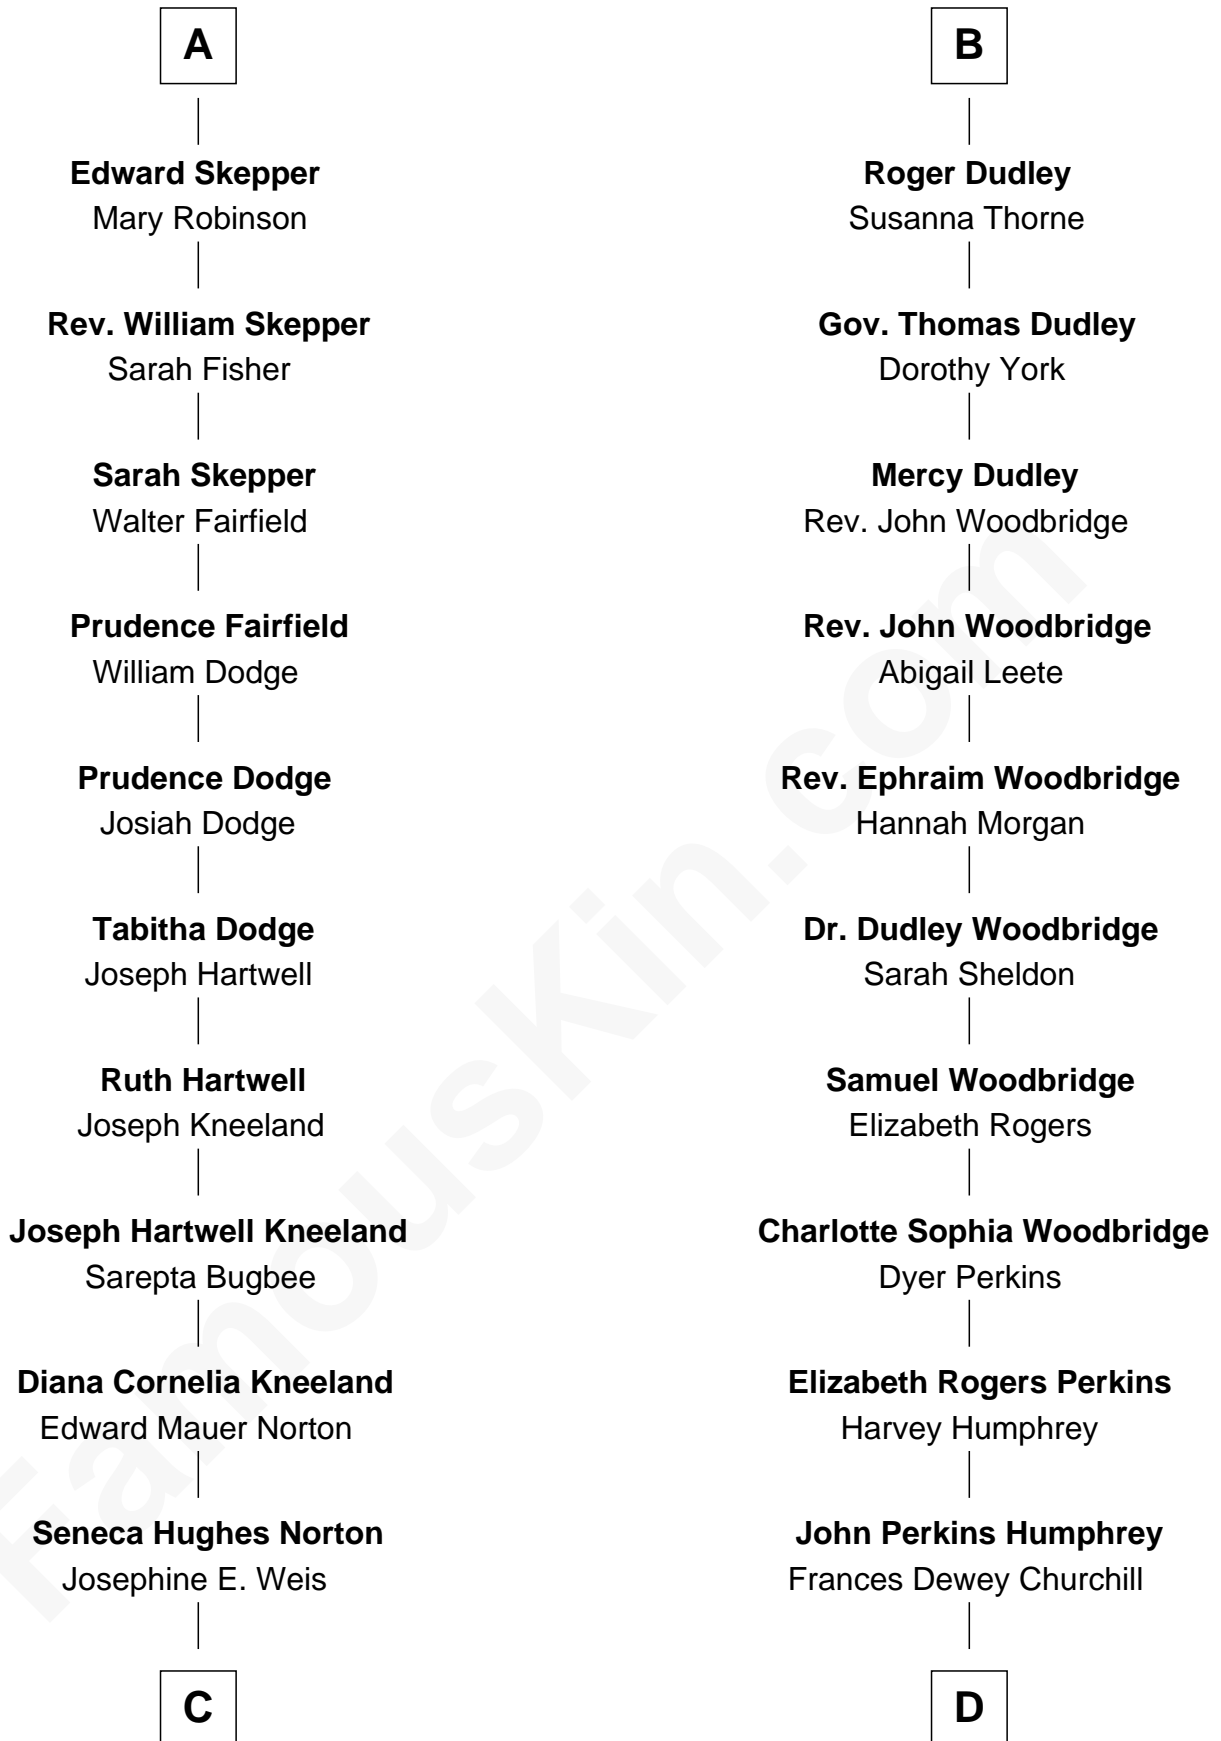 A
Edward Skepper
Mary Robinson
Rev. William Skepper
Sarah Fisher
Sarah Skepper
Walter Fairfield
Prudence Fairfield
William Dodge
Prudence Dodge
Josiah Dodge
Tabitha Dodge
Joseph Hartwell
Ruth Hartwell
Joseph Kneeland
Joseph Hartwell Kneeland
Sarepta Bugbee
Diana Cornelia Kneeland
Edward Mauer Norton
Seneca Hughes Norton
Josephine E. Weis
C
B
Roger Dudley
Susanna Thorne
Gov. Thomas Dudley
Dorothy York
Mercy Dudley
Rev. John Woodbridge
Rev. John Woodbridge
Abigail Leete
Rev. Ephraim Woodbridge
Hannah Morgan
Dr. Dudley Woodbridge
Sarah Sheldon
Samuel Woodbridge
Elizabeth Rogers
Charlotte Sophia Woodbridge
Dyer Perkins
Elizabeth Rogers Perkins
Harvey Humphrey
John Perkins Humphrey
Frances Dewey Churchill
D
FamousKin.com